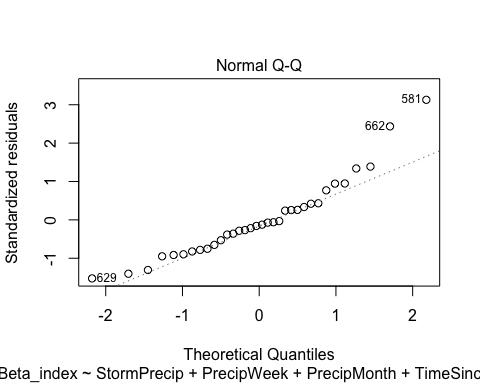 Normal Q-Q
Standardized residuals
3
2
1
0
-1
581
662
629
-2 -1 0 1 2
Theoretical Quantiles
Beta_index ~ StormPrecip + PrecipWeek + PrecipMonth + TimeSinc